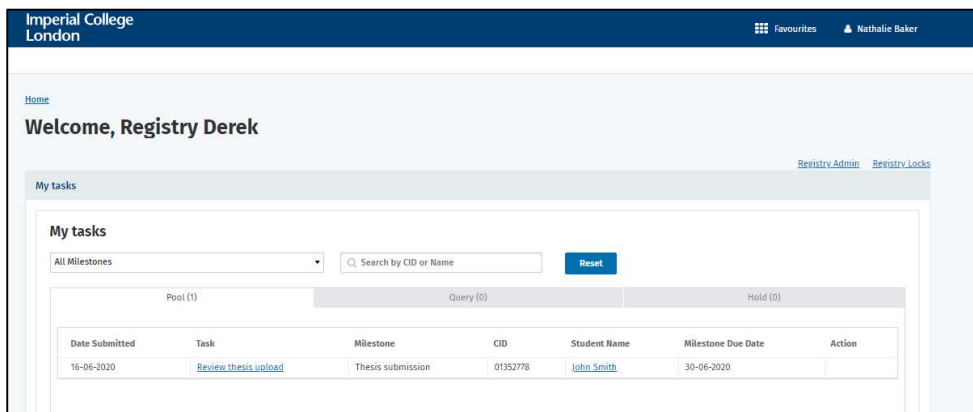 Imperial College
London
Favourites Nathalie Baker
Home
Welcome, Registry Derek
Registry Admin Registry Locks
My tasks
My tasks
All Milestones Search by CID or Name Reset
Pool (1) Query (0) Hold (0)
Date Submitted Task Milestone CID Student Name Milestone Due Date Action
16-06-2020 Review thesis upload Thesis submission 01352778 John Smith 30-06-2020